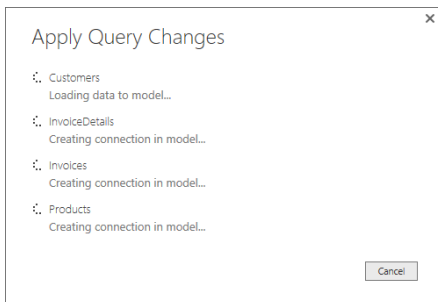 Apply Query Changes
Customers
Loading data to model...
InvoiceDetails
Creating connection in model...
Invoices
Creating connection in model...
Products
Creating connection in model...
Cancel